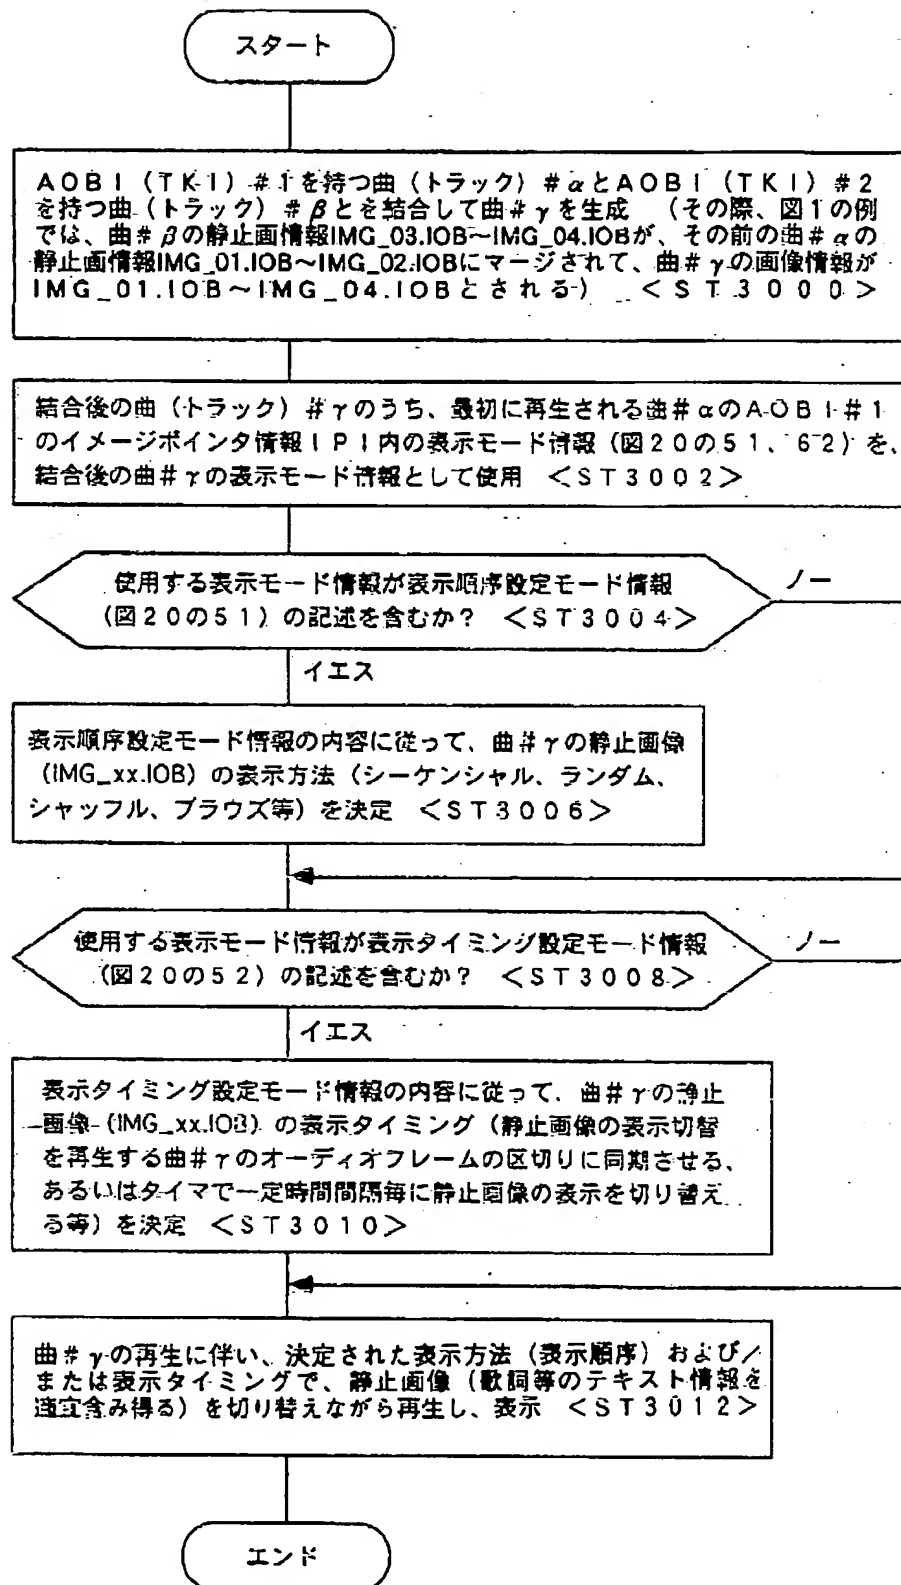 スタート
AOBI(TKI)#1を持つ曲(トラック)#αとAOBI(TKI)#2
を持つ曲(トラック)#βとを結合して曲#γを生成 (その際、図1の例
では、曲#βの静止画情報IMG_03.IOB~IMG_04.IOBが、その前の曲#αの
静止画情報IMG_01.IOB~IMG_02.IOBにマージされて、曲#γの画像情報が
IMG_01.IOB~IMG_04.IOBとされる) <ST3000>
結合後の曲(トラック)#γのうち、最初に再生される曲#αのAOBI#1
のイメージポインタ情報IPI内の表示モード情報(図20の51、62)を、
結合後の曲#γの表示モード情報として使用 <ST3002>
使用する表示モード情報が表示順序設定モード情報 ノー
(図20の51)の記述を含むか? <ST3004>
イエス
表示順序設定モード情報の内容に従って、曲#γの静止画像
(IMG_xx.IOB)の表示方法(シーケンシャル、ランダム、
シャッフル、ブラウズ等)を決定 <ST3006>
使用する表示モード情報が表示タイミング設定モード情報 ノー
(図20の52)の記述を含むか? <ST3008>
イエス
表示タイミング設定モード情報の内容に従って、曲#γの静止
画像(IMG_xx.IOB)の表示タイミング(静止画像の表示切替
を再生する曲#γのオーディオフレームの区切りに同期させる、
あるいはタイマで一定時間間隔毎に静止画像の表示を切り替え
る等)を決定 <ST3010>
曲#γの再生に伴い、決定された表示方法(表示順序)および/
または表示タイミングで、静止画像(歌詞等のテキスト情報を
適宜含み得る)を切り替えながら再生し、表示 <ST3012>
エンド